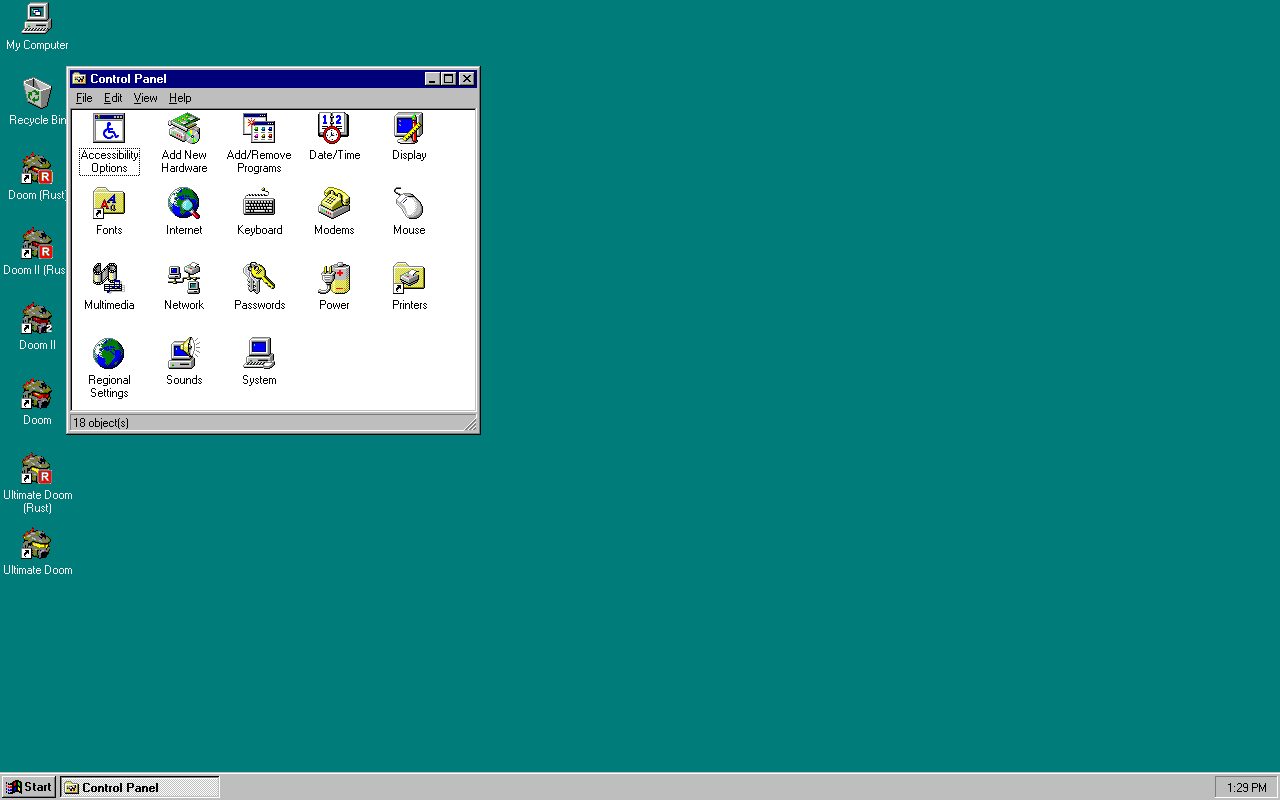 My Computer
Recycle Bin
Doom (Rust)
Doom II (Rus
Doom II
Doom
Ultimate Doom
(Rust)
Ultimate Doom
Control Panel
File Edit View Help
Accessibility
Options
Add New
Hardware
Add/Remove
Programs
Date/Time
Display
Fonts
Internet
Keyboard
Modems
Mouse
Multimedia
Network
Passwords
Power
Printers
Regional
Settings
Sounds
System
18 object(s)
Start
Control Panel
1:29 PM